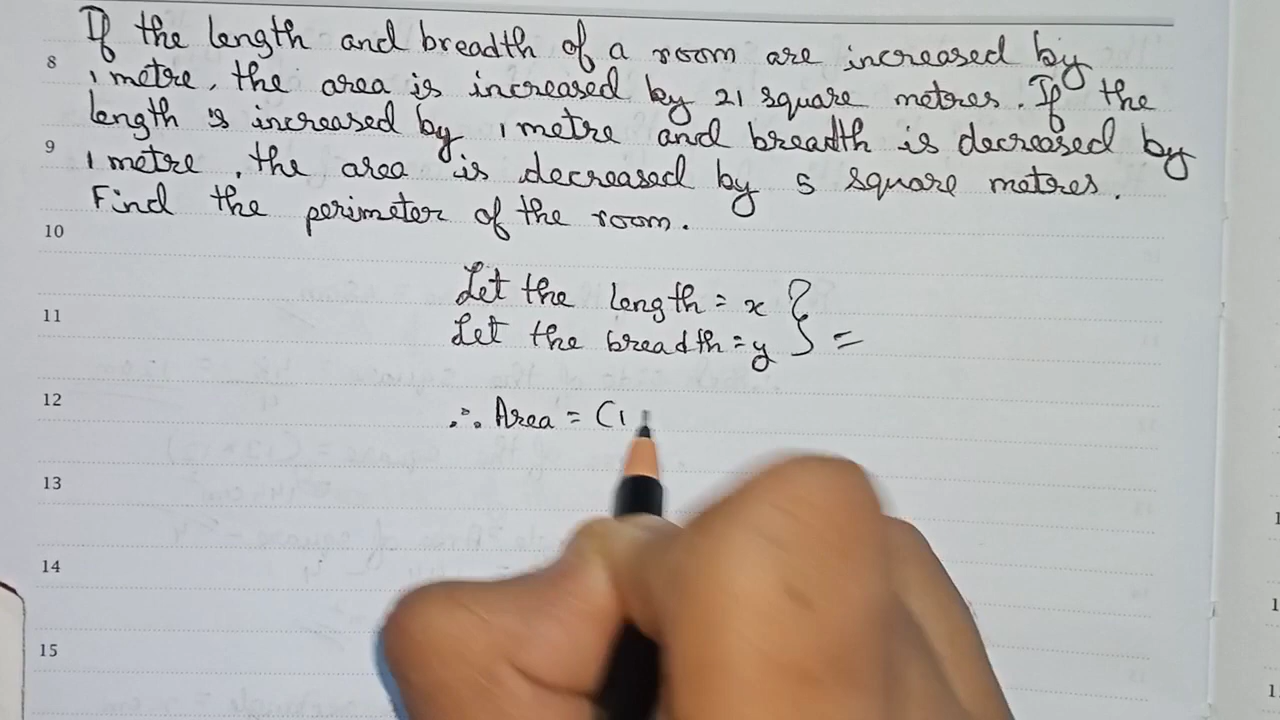 If the length and breadth of a room are increased by
8
1 metre, the area is increased by 21 square metres. If the
length is increased by 1 metre and breadth is decreased by
9
1 metre, the area is decreased by 5 square metres.
Find the perimeter of the room.
10
Let the length = x
11
Let the breadth = y } =
12
∴ Area = (1
13
14
15